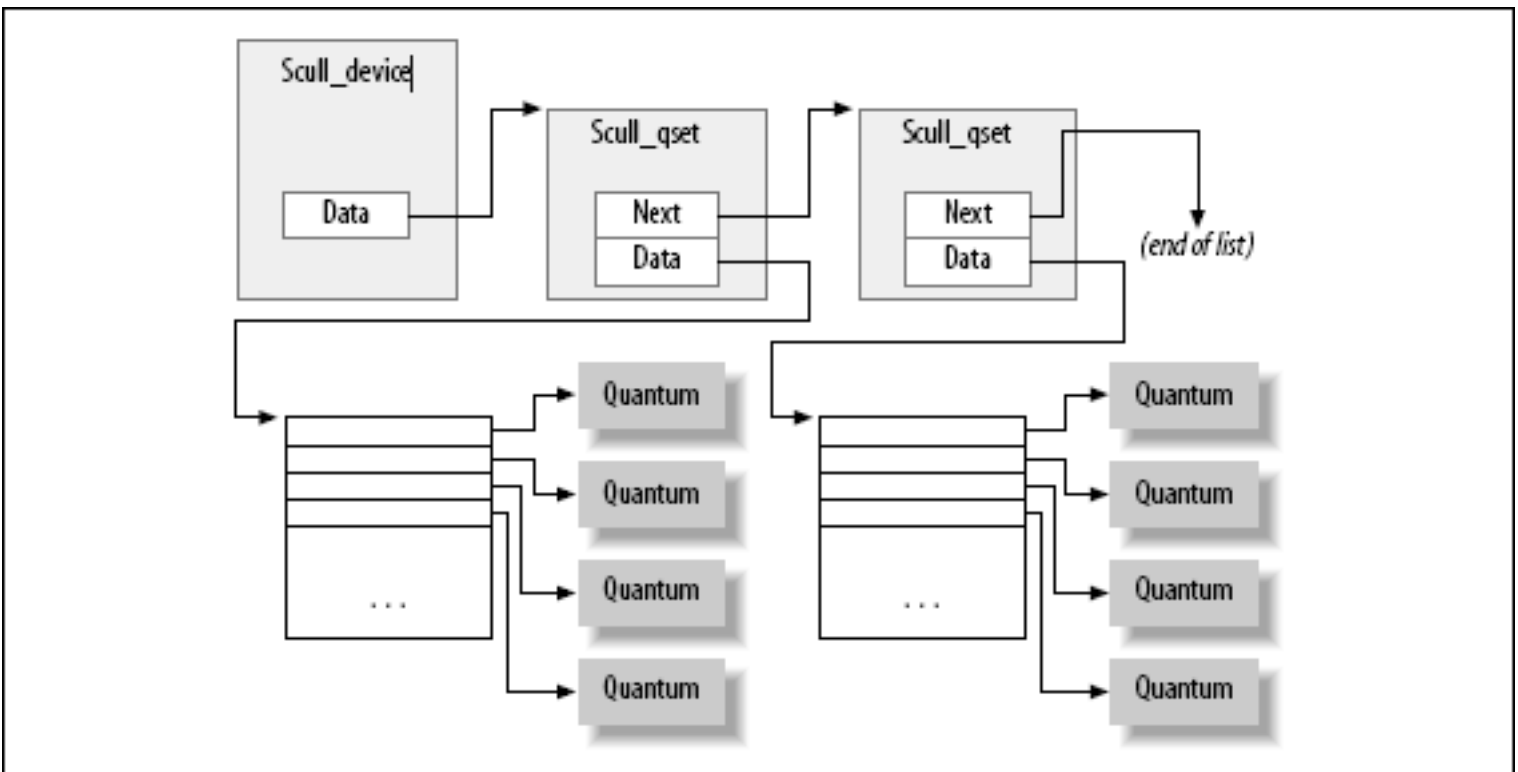 Scull_device
Data
Scull_qset
Next
Data
Scull_qset
Next
Data
(end of list)
Quantum
Quantum
Quantum
Quantum
. . .
Quantum
Quantum
Quantum
Quantum
. . .